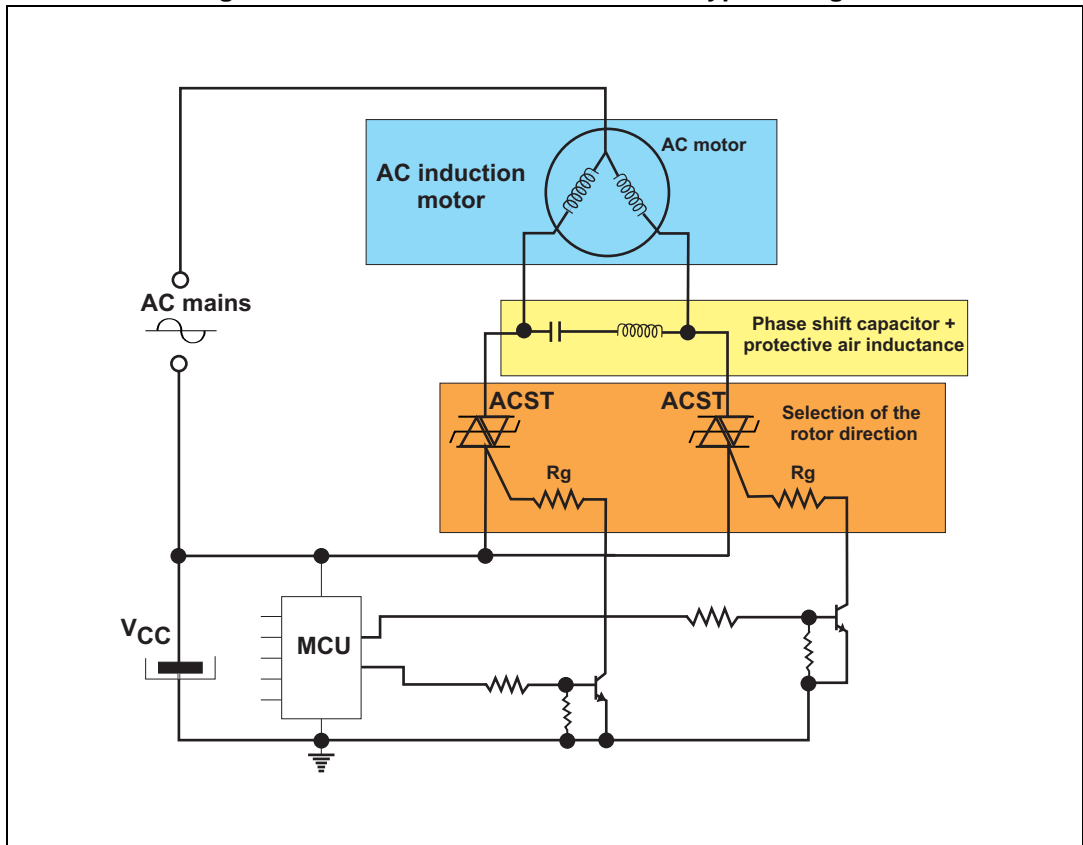 AC motor
AC induction
motor
AC mains
Phase shift capacitor +
protective air inductance
ACST
ACST
Selection of the
rotor direction
Rg
Rg
VCC
MCU